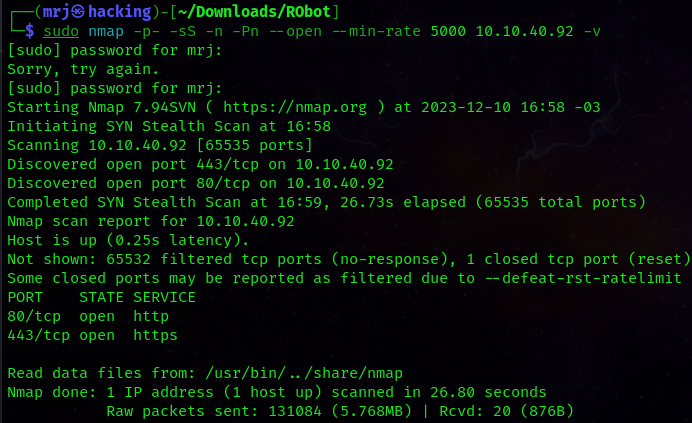 ┌──(mrj㉿hacking)-[~/Downloads/RObot]
└─$ sudo nmap -p- -sS -n -Pn --open --min-rate 5000 10.10.40.92 -v
[sudo] password for mrj:
Sorry, try again.
[sudo] password for mrj:
Starting Nmap 7.94SVN ( https://nmap.org ) at 2023-12-10 16:58 -03
Initiating SYN Stealth Scan at 16:58
Scanning 10.10.40.92 [65535 ports]
Discovered open port 443/tcp on 10.10.40.92
Discovered open port 80/tcp on 10.10.40.92
Completed SYN Stealth Scan at 16:59, 26.73s elapsed (65535 total ports)
Nmap scan report for 10.10.40.92
Host is up (0.25s latency).
Not shown: 65532 filtered tcp ports (no-response), 1 closed tcp port (reset)
Some closed ports may be reported as filtered due to --defeat-rst-ratelimit
PORT    STATE SERVICE
80/tcp  open  http
443/tcp open  https
Read data files from: /usr/bin/../share/nmap
Nmap done: 1 IP address (1 host up) scanned in 26.80 seconds
           Raw packets sent: 131084 (5.768MB) | Rcvd: 20 (876B)